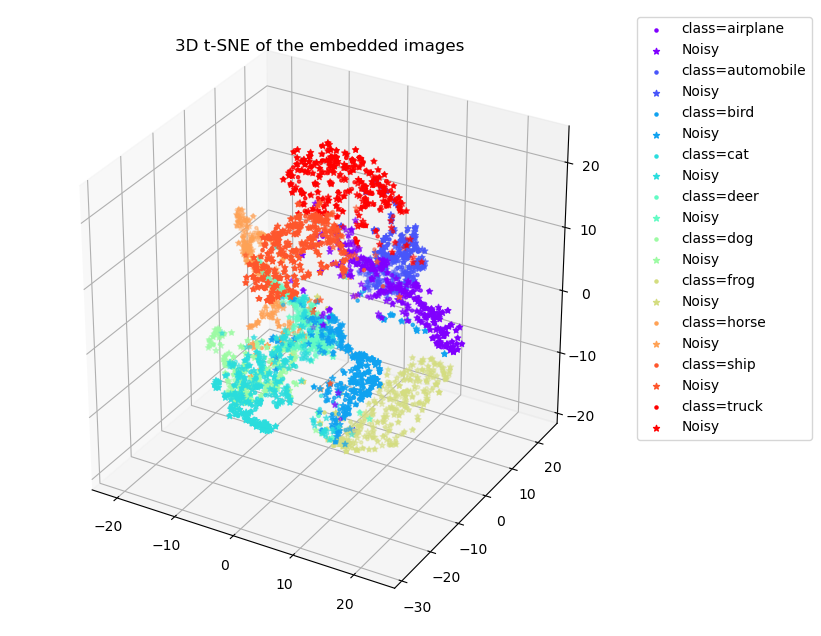 3D t-SNE of the embedded images
class=airplane
Noisy
class=automobile
Noisy
class=bird
Noisy
class=cat
Noisy
class=deer
Noisy
class=dog
Noisy
class=frog
Noisy
class=horse
Noisy
class=ship
Noisy
class=truck
Noisy
20
10
0
−10
−20
20
10
0
−10
−20
−30
−20
−10
0
10
20